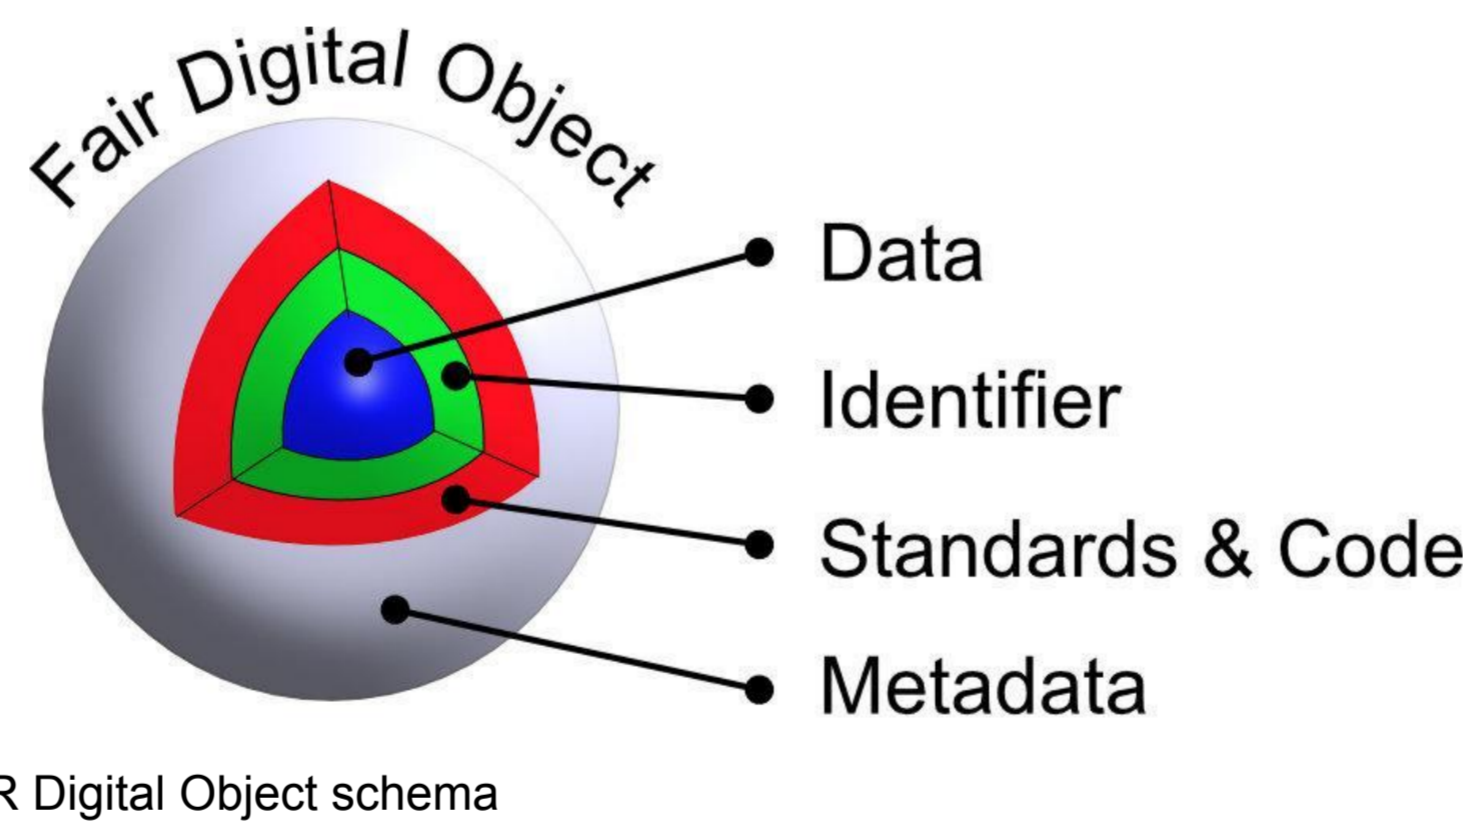 Fair Digital Object
Data
Identifier
Standards & Code
Metadata
R Digital Object schema